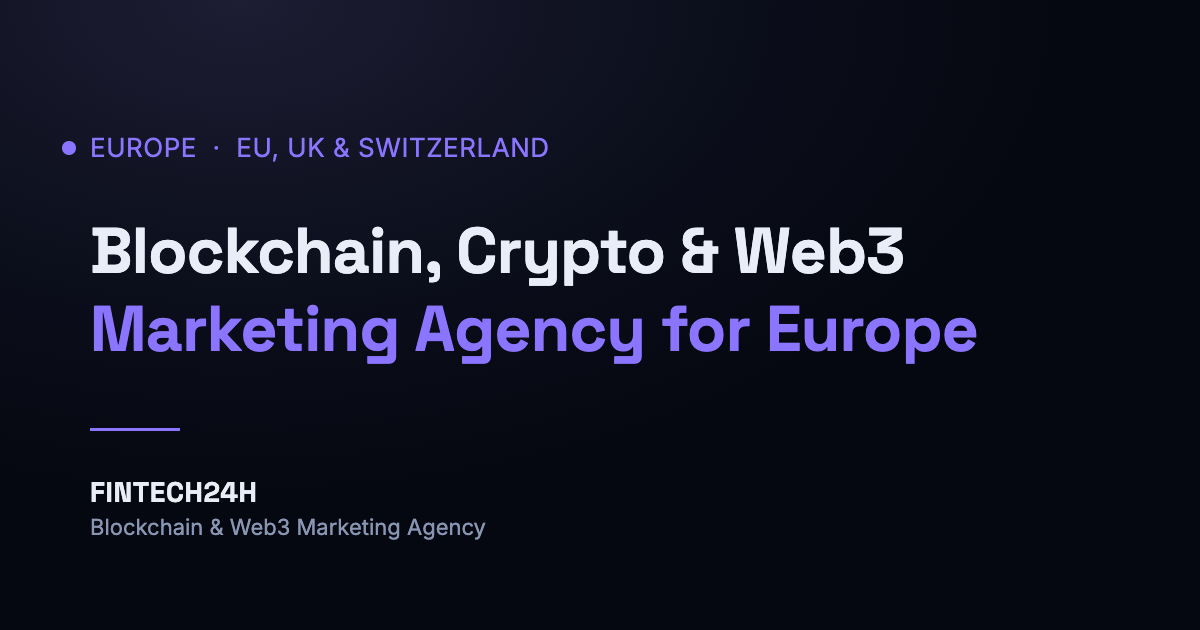 EUROPE · EU, UK & SWITZERLAND
Blockchain, Crypto & Web3
Marketing Agency for Europe
FINTECH24H
Blockchain & Web3 Marketing Agency